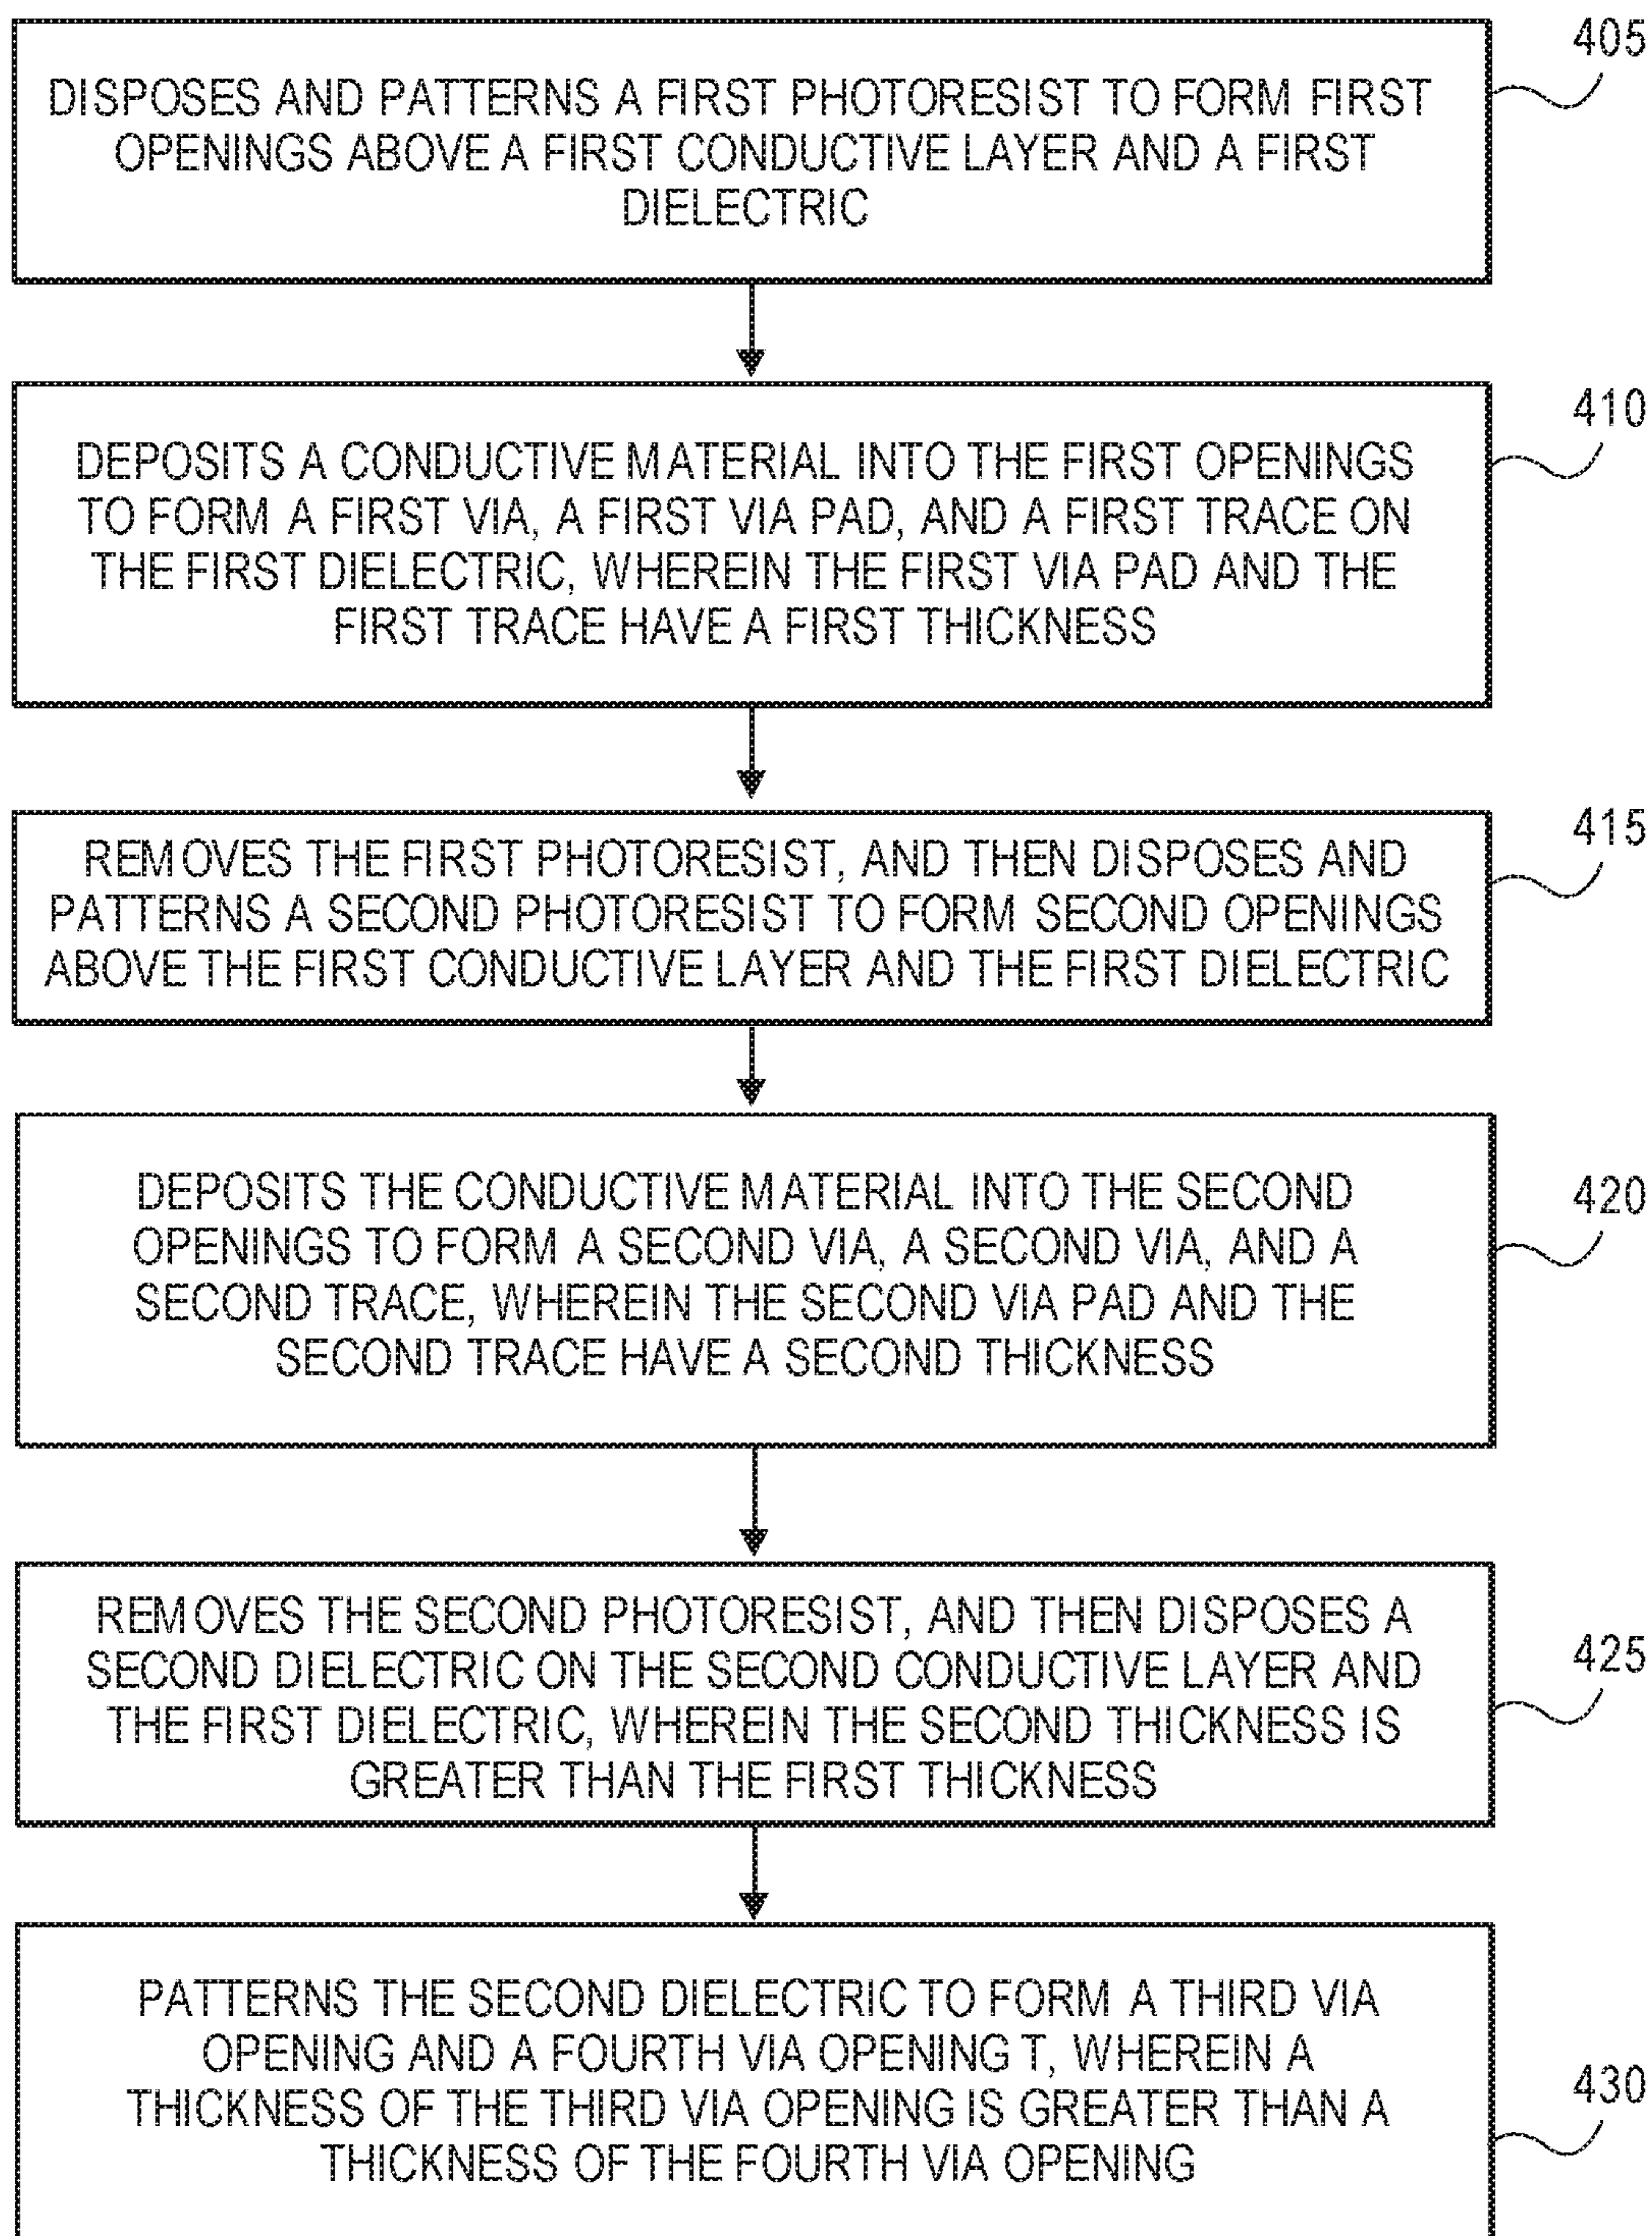 405
DISPOSES AND PATTERNS A FIRST PHOTORESIST TO FORM FIRST
OPENINGS ABOVE A FIRST CONDUCTIVE LAYER AND A FIRST
DIELECTRIC
410
DEPOSITS A CONDUCTIVE MATERIAL INTO THE FIRST OPENINGS
TO FORM A FIRST VIA, A FIRST VIA PAD, AND A FIRST TRACE ON
THE FIRST DIELECTRIC, WHEREIN THE FIRST VIA PAD AND THE
FIRST TRACE HAVE A FIRST THICKNESS
415
REMOVES THE FIRST PHOTORESIST, AND THEN DISPOSES AND
PATTERNS A SECOND PHOTORESIST TO FORM SECOND OPENINGS
ABOVE THE FIRST CONDUCTIVE LAYER AND THE FIRST DIELECTRIC
420
DEPOSITS THE CONDUCTIVE MATERIAL INTO THE SECOND
OPENINGS TO FORM A SECOND VIA, A SECOND VIA, AND A
SECOND TRACE, WHEREIN THE SECOND VIA PAD AND THE
SECOND TRACE HAVE A SECOND THICKNESS
425
REMOVES THE SECOND PHOTORESIST, AND THEN DISPOSES A
SECOND DIELECTRIC ON THE SECOND CONDUCTIVE LAYER AND
THE FIRST DIELECTRIC, WHEREIN THE SECOND THICKNESS IS
GREATER THAN THE FIRST THICKNESS
430
PATTERNS THE SECOND DIELECTRIC TO FORM A THIRD VIA
OPENING AND A FOURTH VIA OPENING T, WHEREIN A
THICKNESS OF THE THIRD VIA OPENING IS GREATER THAN A
THICKNESS OF THE FOURTH VIA OPENING